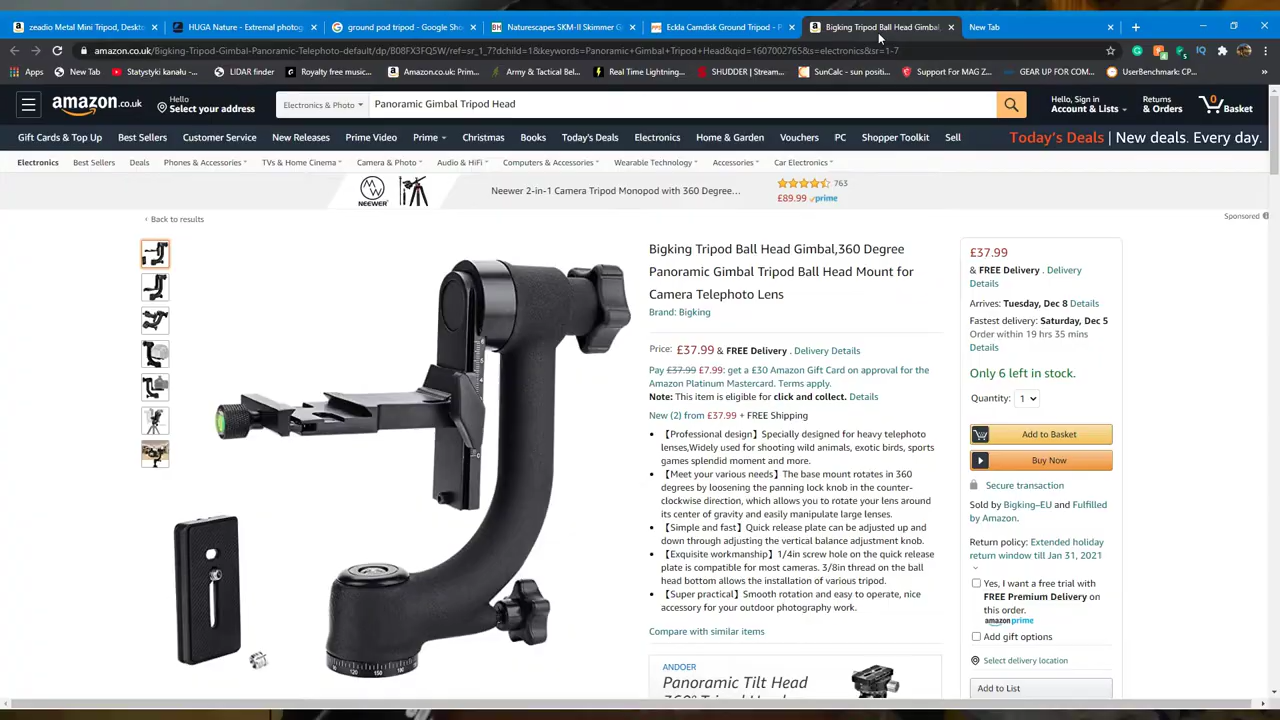 zeadio Metal Mini Tripod, Deskto
HUGA Nature - Extremal photog
ground pod tripod - Google Sho
Naturescapes SKM-II Skimmer G
Eckla Camdisk Ground Tripod - P
Bigking Tripod Ball Head Gimbal,
New Tab
amazon.co.uk/Bigking-Tripod-Gimbal-Panoramic-Telephoto-default/dp/B08FX3FQ5W/ref=sr_1_7?dchild=1&keywords=Panoramic+Gimbal+Tripod+Head&qid=1607002765&s=electronics&sr=1-7
Apps
New Tab
Statystyki kanału -...
LIDAR finder
Royalty free music...
Amazon.co.uk: Prim...
Army & Tactical Bel...
Real Time Lightning...
SHUDDER | Stream...
SunCalc - sun positi...
Support For MAG Z...
GEAR UP FOR COM...
UserBenchmark: CP...
amazon.co.uk
Hello
Select your address
Electronics & Photo
Panoramic Gimbal Tripod Head
Hello, Sign in
Account & Lists
Returns
& Orders
0
Basket
Gift Cards & Top Up
Best Sellers
Customer Service
New Releases
Prime Video
Prime
Christmas
Books
Today's Deals
Electronics
Home & Garden
Vouchers
PC
Shopper Toolkit
Sell
Today's Deals | New deals. Every day.
Electronics
Best Sellers
Deals
Phones & Accessories
TVs & Home Cinema
Camera & Photo
Audio & HiFi
Computers & Accessories
Wearable Technology
Accessories
Car Electronics
NEEWER
Neewer 2-in-1 Camera Tripod Monopod with 360 Degree...
763
£89.99 prime
‹ Back to results
Sponsored
Bigking Tripod Ball Head Gimbal,360 Degree
Panoramic Gimbal Tripod Ball Head Mount for
Camera Telephoto Lens
Brand: Bigking
Price: £37.99 & FREE Delivery . Delivery Details
Pay £37.99 £7.99: get a £30 Amazon Gift Card on approval for the
Amazon Platinum Mastercard. Terms apply.
Note: This item is eligible for click and collect. Details
New (2) from £37.99 + FREE Shipping
• 【Professional design】Specially designed for heavy telephoto
lenses,Widely used for shooting wild animals, exotic birds, sports
games splendid moment and more.
• 【Meet your various needs】The base mount rotates in 360
degrees by loosening the panning lock knob in the counter-
clockwise direction, which allows you to rotate your lens around
its center of gravity and easily manipulate large lenses.
• 【Simple and fast】Quick release plate can be adjusted up and
down through adjusting the vertical balance adjustment knob.
• 【Exquisite workmanship】1/4in screw hole on the quick release
plate is compatible for most cameras. 3/8in thread on the ball
head bottom allows the installation of various tripod.
• 【Super practical】Smooth rotation and easy to operate, nice
accessory for your outdoor photography work.
Compare with similar items
ANDOER
Panoramic Tilt Head
£37.99
& FREE Delivery . Delivery
Details
Arrives: Tuesday, Dec 8 Details
Fastest delivery: Saturday, Dec 5
Order within 19 hrs 35 mins
Details
Only 6 left in stock.
Quantity: 1
Add to Basket
Buy Now
Secure transaction
Sold by Bigking–EU and Fulfilled
by Amazon.
Return policy: Extended holiday
return window till Jan 31, 2021
Yes, I want a free trial with
FREE Premium Delivery on
this order.
amazon prime
Add gift options
Select delivery location
Add to List